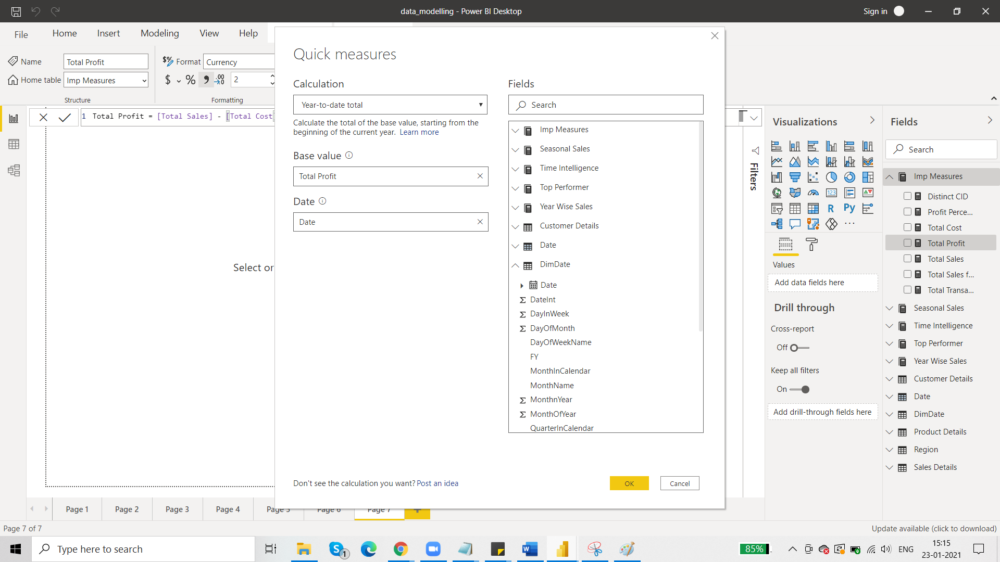 data_modelling - Power BI Desktop
Sign in
File
Home
Insert
Modeling
View
Help
Name
Total Profit
Format
Currency
Home table
Imp Measures
$
%
2
Structure
Formatting
1 Total Profit = [Total Sales] - [Total Cost]
Select or
Quick measures
Calculation
Year-to-date total
Calculate the total of the base value, starting from the
beginning of the current year. Learn more
Base value
Total Profit
Date
Date
Fields
Search
Imp Measures
Seasonal Sales
Time Intelligence
Top Performer
Year Wise Sales
Customer Details
Date
DimDate
Date
DateInt
DayInWeek
DayOfMonth
DayOfWeekName
FY
MonthInCalendar
MonthName
MonthnYear
MonthOfYear
QuarterInCalendar
Don't see the calculation you want? Post an idea
OK
Cancel
Filters
Visualizations
R
Py
123
Values
Add data fields here
Drill through
Cross-report
Off
Keep all filters
On
Add drill-through fields here
Fields
Search
Imp Measures
Distinct CID
Profit Perce...
Total Cost
Total Profit
Total Sales
Total Sales f...
Total Transa...
Seasonal Sales
Time Intelligence
Top Performer
Year Wise Sales
Customer Details
Date
DimDate
Product Details
Region
Sales Details
Page 1
Page 2
Page 3
Page 4
Page 5
Page 6
Page 7
Page 7 of 7
Update available (click to download)
Type here to search
1
85%
ENG
15:15
23-01-2021